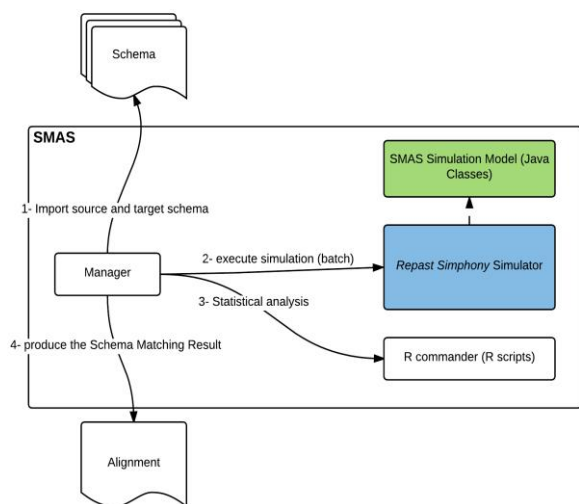 Schema
SMAS
SMAS Simulation Model (Java
Classes)
1- Import source and target schema
2- execute simulation (batch)
Manager
Repast Simphony Simulator
3- Statistical analysis
4- produce the Schema Matching Result
R commander (R scripts)
Alignment